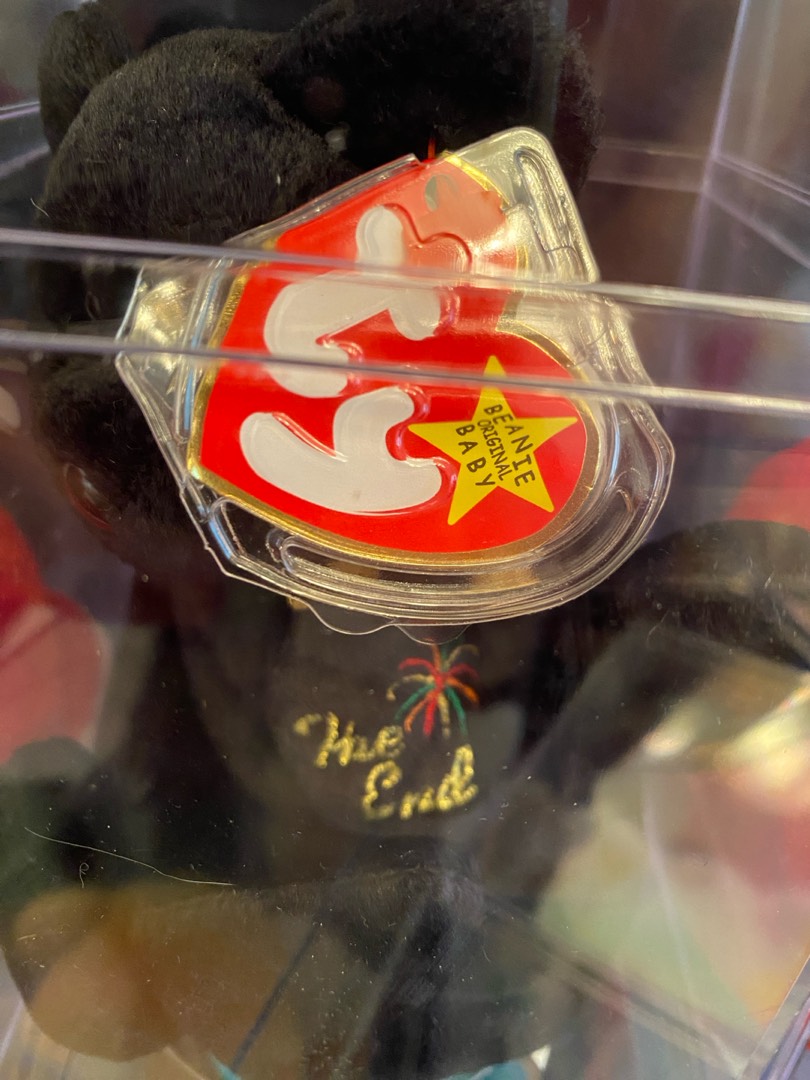 ty
BEANIE
ORIGINAL
BABY
The
End